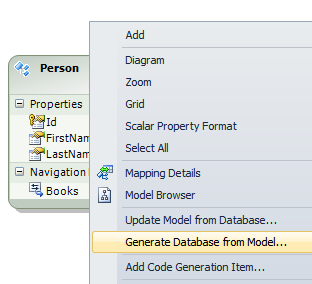 Person
Properties
Id
FirstNam
LastNam
Navigation
Books
Add
Diagram
Zoom
Grid
Scalar Property Format
Select All
Mapping Details
Model Browser
Update Model from Database...
Generate Database from Model...
Add Code Generation Item...